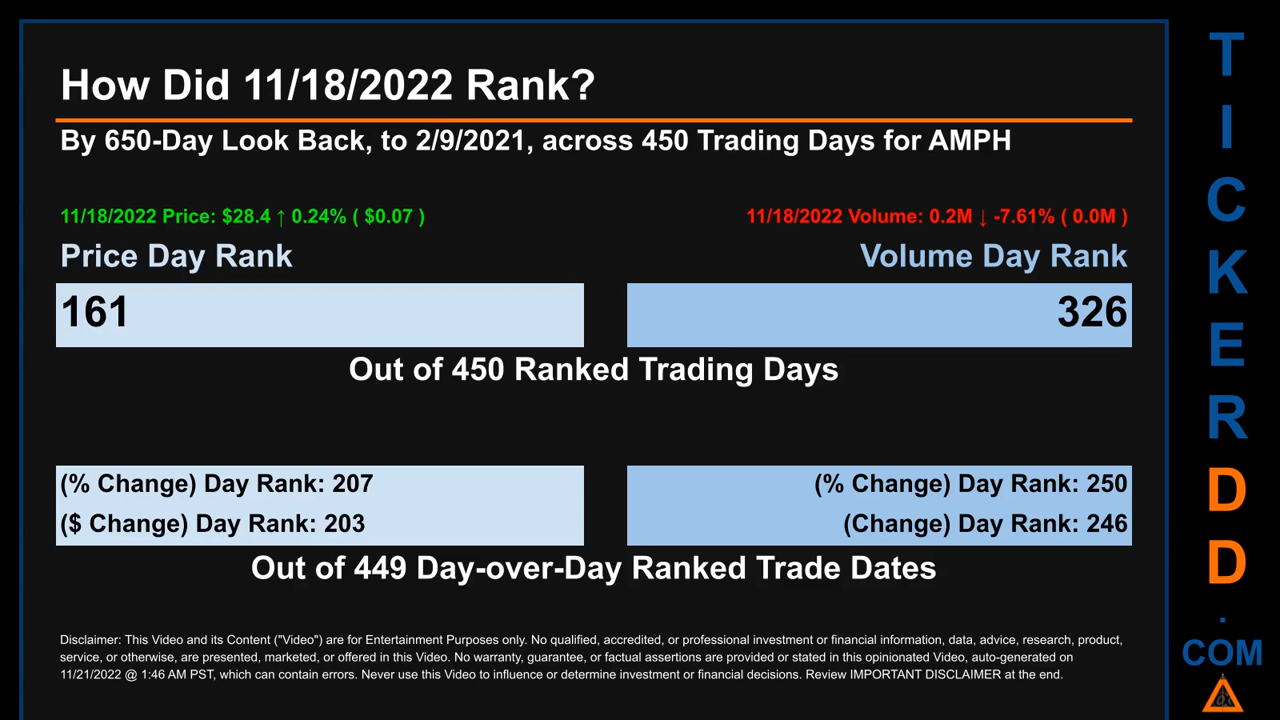 How Did 11/18/2022 Rank?
By 650-Day Look Back, to 2/9/2021, across 450 Trading Days for AMPH
11/18/2022 Price: $28.4 ↑ 0.24% ( $0.07 )
11/18/2022 Volume: 0.2M ↓ -7.61% ( 0.0M )
Price Day Rank
Volume Day Rank
161
326
Out of 450 Ranked Trading Days
(% Change) Day Rank: 207
(% Change) Day Rank: 250
($ Change) Day Rank: 203
(Change) Day Rank: 246
Out of 449 Day-over-Day Ranked Trade Dates
Disclaimer: This Video and its Content ("Video") are for Entertainment Purposes only. No qualified, accredited, or professional investment or financial information, data, advice, research, product,
service, or otherwise, are presented, marketed, or offered in this Video. No warranty, guarantee, or factual assertions are provided or stated in this opinionated Video, auto-generated on
11/21/2022 @ 1:46 AM PST, which can contain errors. Never use this Video to influence or determine investment or financial decisions. Review IMPORTANT DISCLAIMER at the end.
T
I
C
K
E
R
D
D
.
COM